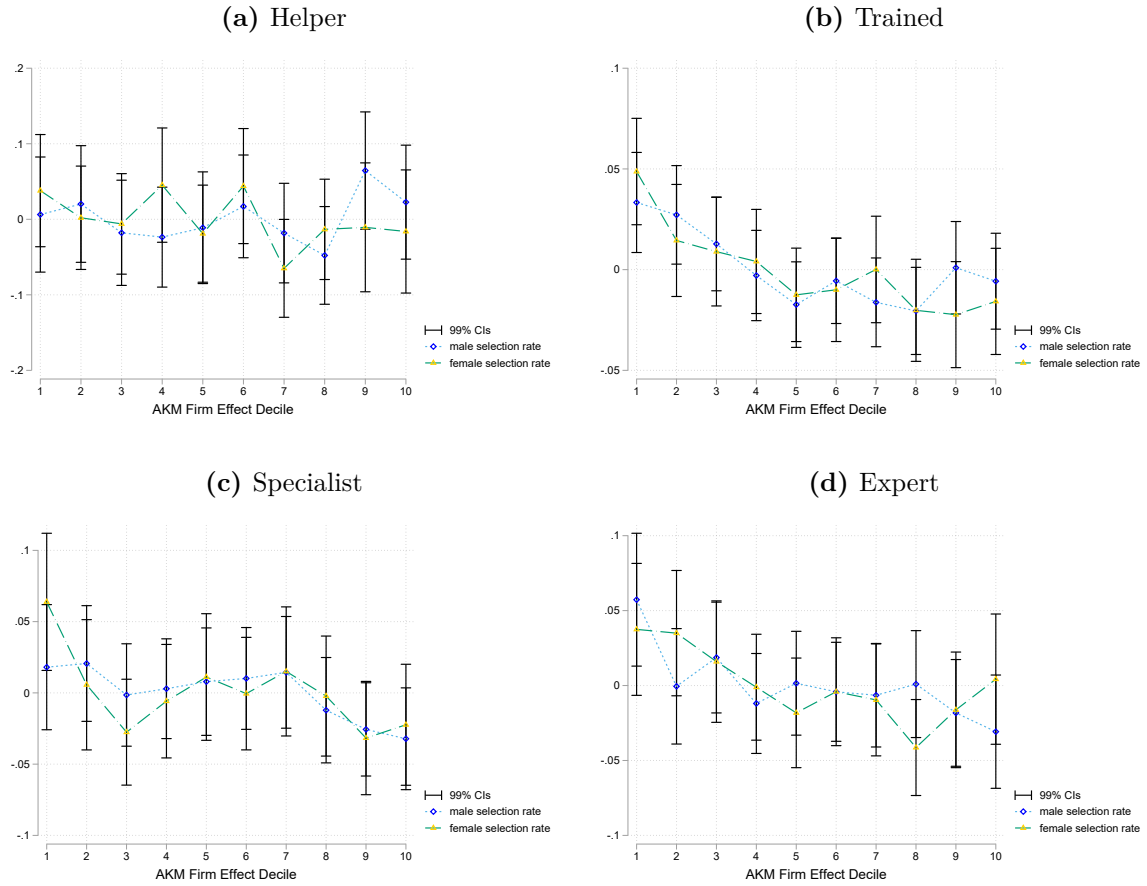 (a) Helper
.2
.1
0
-.1
-.2
1 2 3 4 5 6 7 8 9 10
AKM Firm Effect Decile
99% CIs
male selection rate
female selection rate
(b) Trained
.1
.05
0
-.05
1 2 3 4 5 6 7 8 9 10
AKM Firm Effect Decile
99% CIs
male selection rate
female selection rate
(c) Specialist
.1
.05
0
-.05
-.1
1 2 3 4 5 6 7 8 9 10
AKM Firm Effect Decile
99% CIs
male selection rate
female selection rate
(d) Expert
.1
.05
0
-.05
-.1
1 2 3 4 5 6 7 8 9 10
AKM Firm Effect Decile
99% CIs
male selection rate
female selection rate